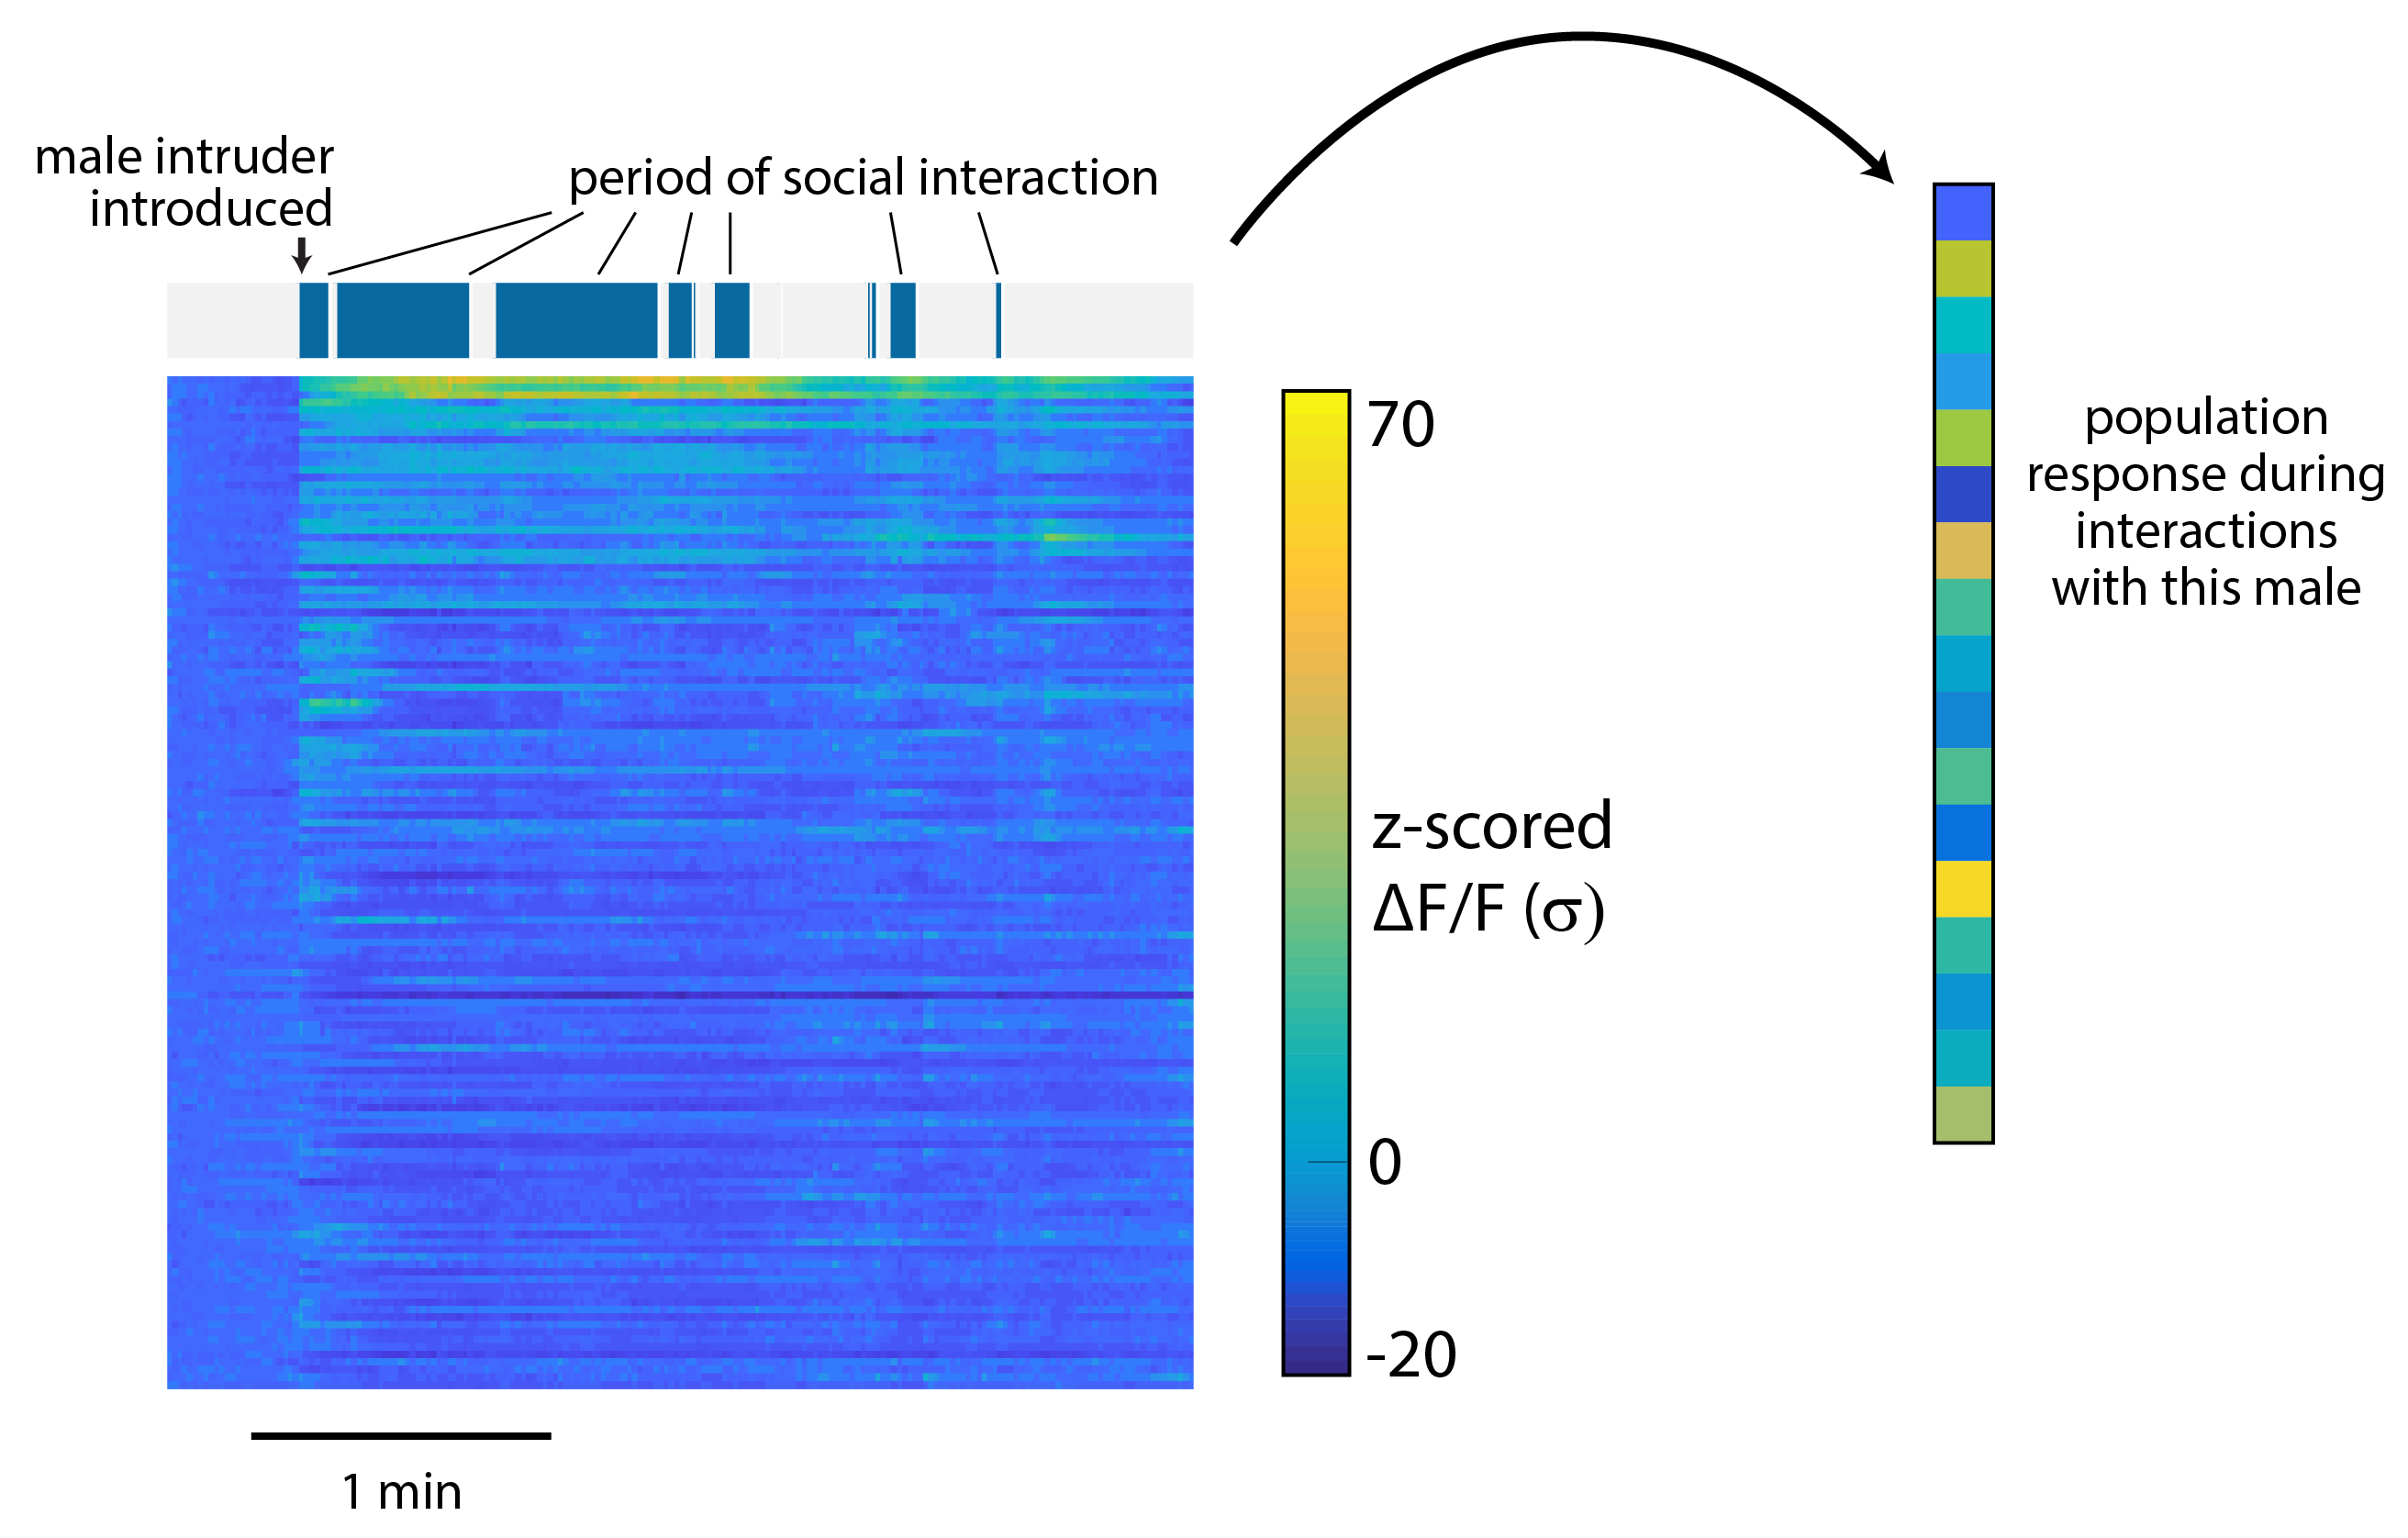 male intruder
introduced
period of social interaction
70
z-scored
ΔF/F (σ)
0
-20
population
response during
interactions
with this male
1 min